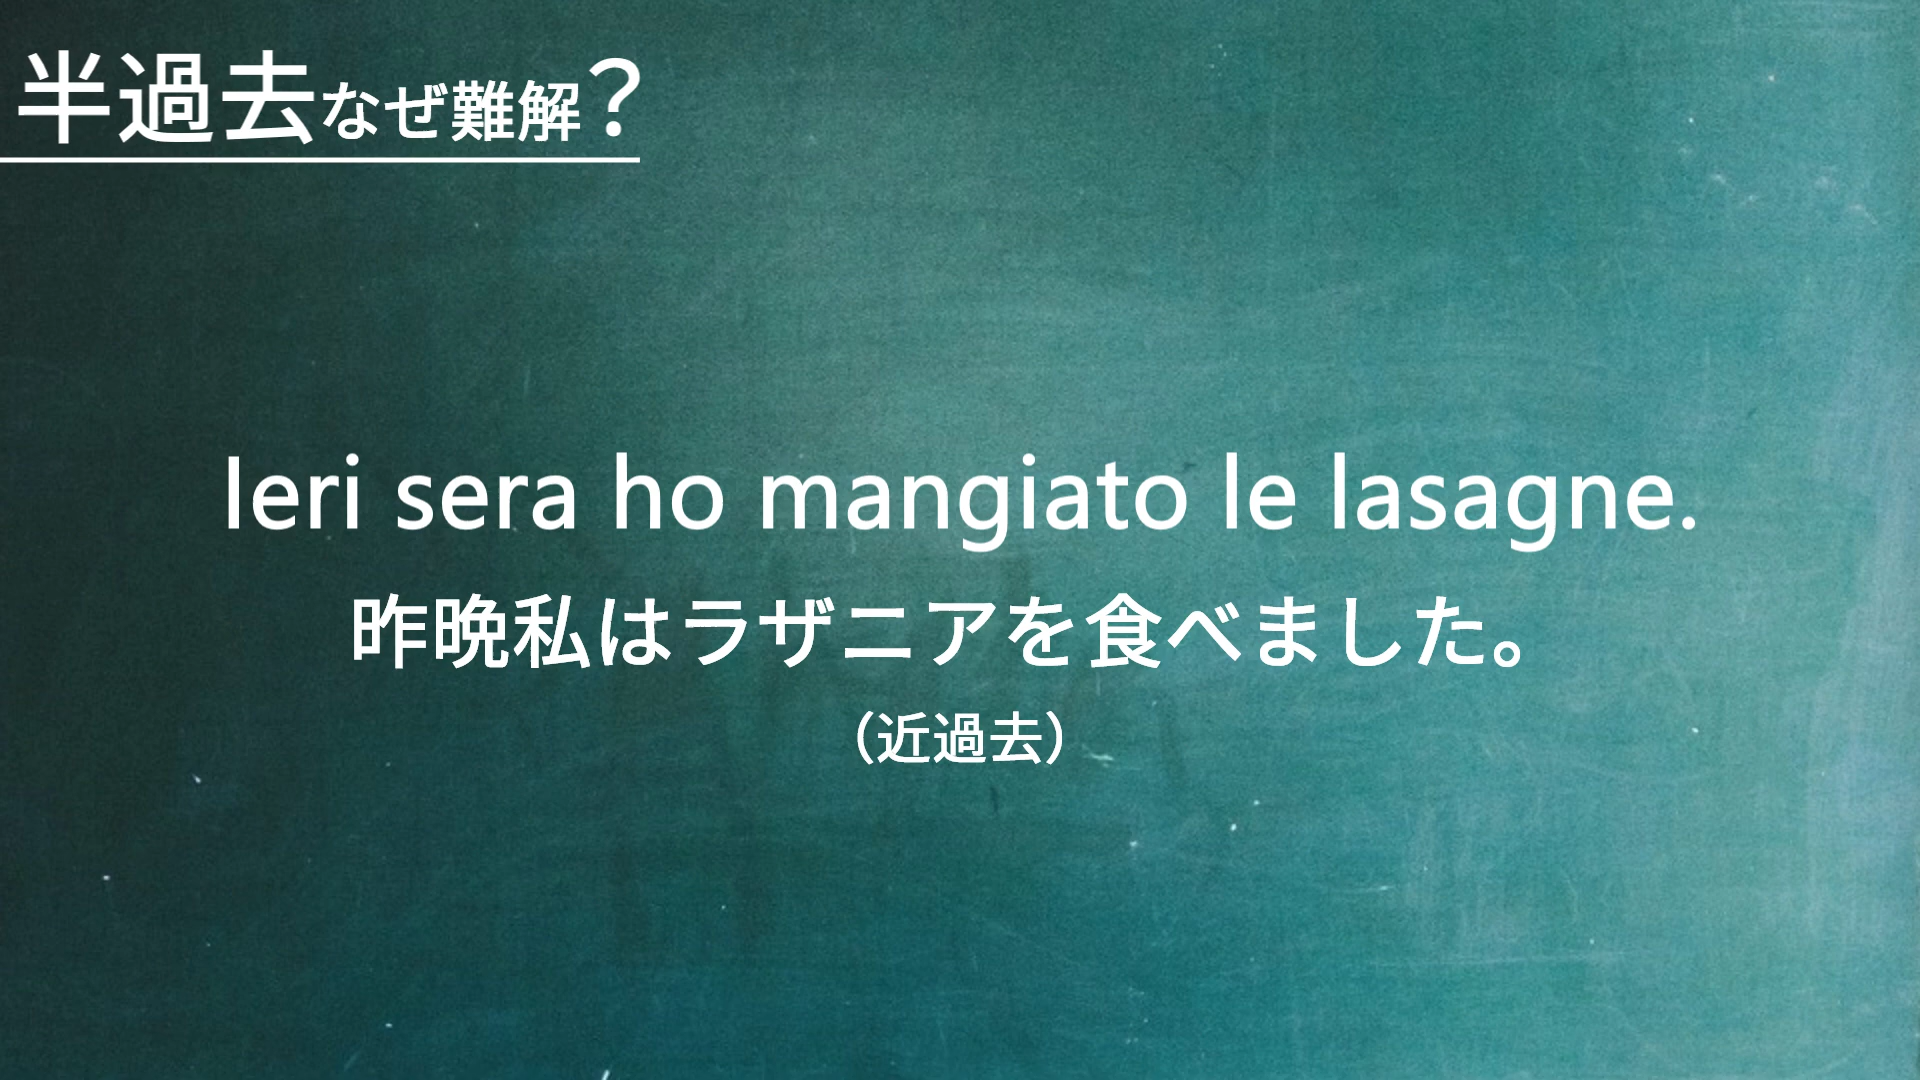 半過去なぜ難解？
Ieri sera ho mangiato le lasagne.
昨晩私はラザニアを食べました。
（近過去）